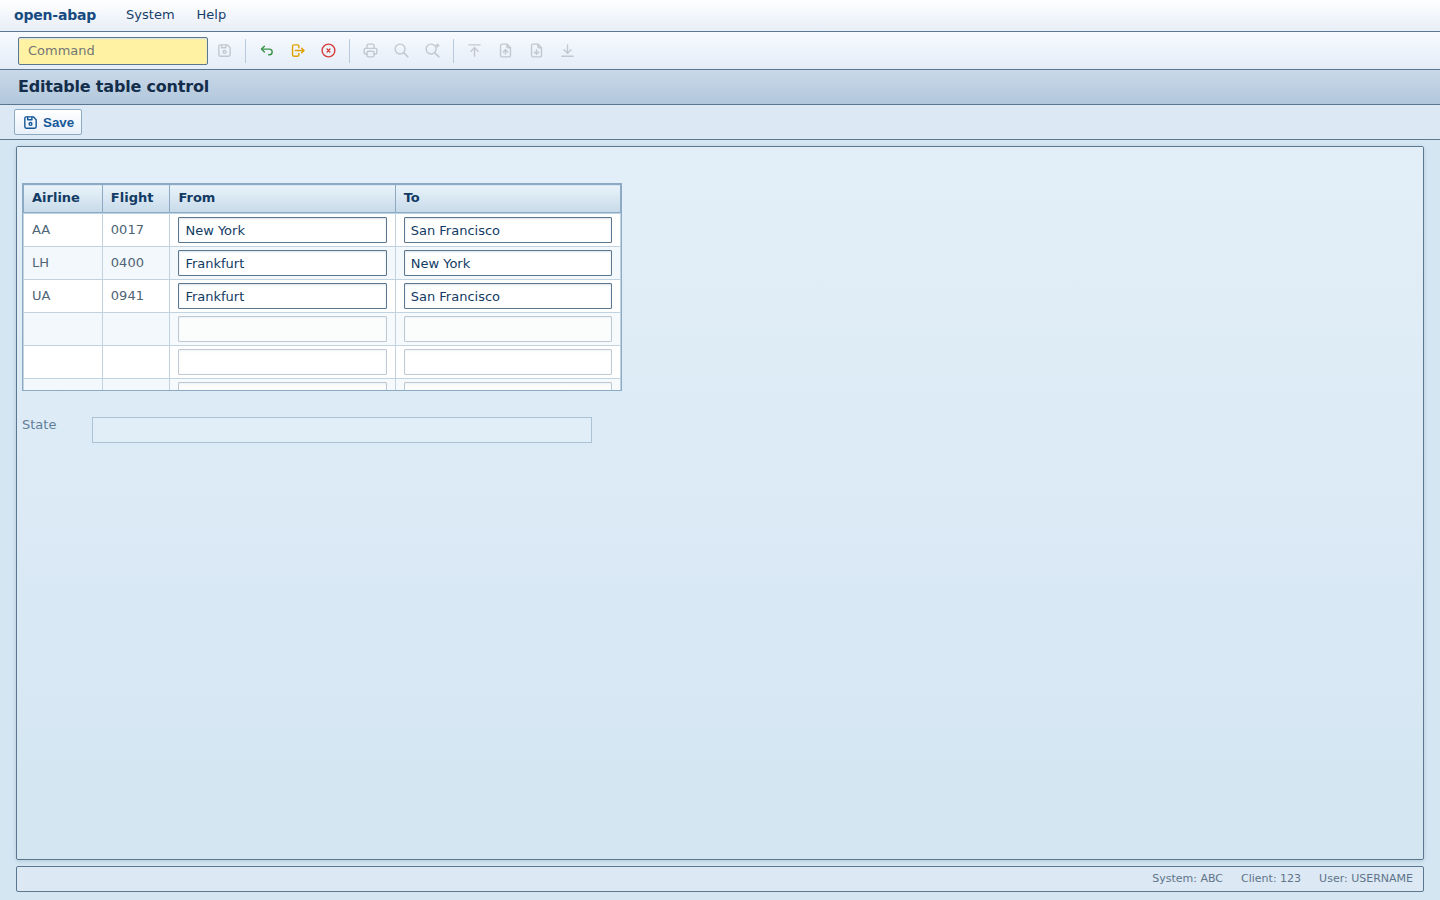 open-abap System Help
Command
Editable table control
Save
Airline Flight From To
AA 0017 New York San Francisco
LH 0400 Frankfurt New York
UA 0941 Frankfurt San Francisco
State
System: ABC Client: 123 User: USERNAME